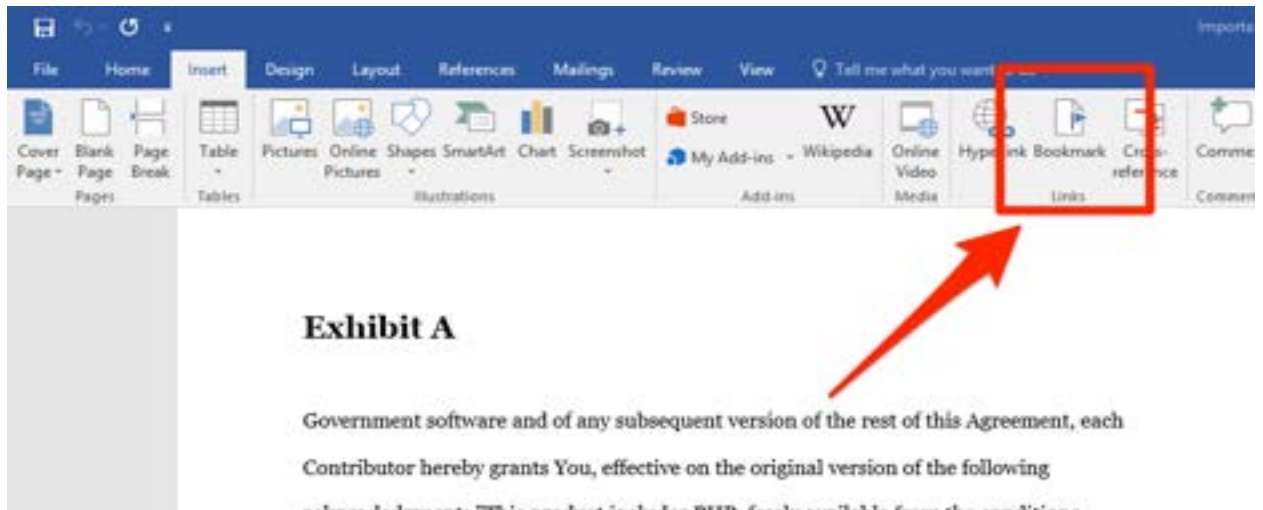 Importa
File Home Insert Design Layout References Mailings Review View Tell me what you want
Cover Page Blank Page Page Break Table Pictures Online Pictures Shapes SmartArt Chart Screenshot Store My Add-ins Wikipedia Online Video Hyperlink Bookmark Cross-reference Comme
Pages Tables Illustrations Add-ins Media Links Commen
Exhibit A
Government software and of any subsequent version of the rest of this Agreement, each
Contributor hereby grants You, effective on the original version of the following